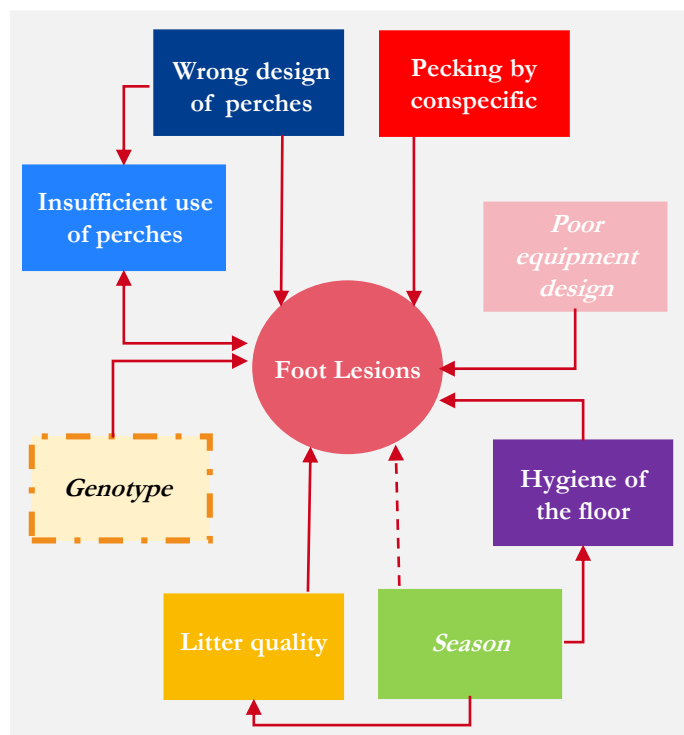 Wrong design
of perches
Pecking by
conspecific
Insufficient use
of perches
Poor
equipment
design
Foot Lesions
Genotype
Hygiene of
the floor
Litter quality
Season